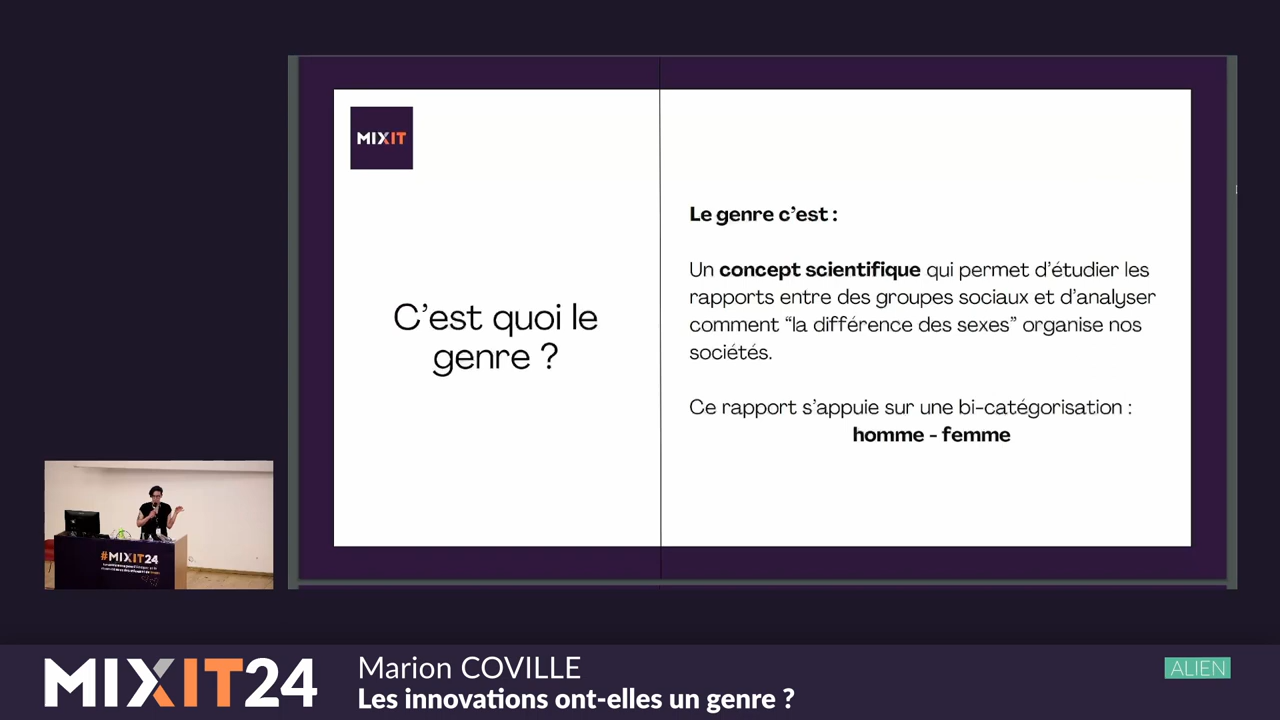 MIXIT
C’est quoi le
genre ?
Le genre c’est :
Un concept scientifique qui permet d’étudier les
rapports entre des groupes sociaux et d’analyser
comment “la différence des sexes” organise nos
sociétés.
Ce rapport s’appuie sur une bi-catégorisation :
homme - femme
#MIXIT24
MIXIT24
Marion COVILLE
Les innovations ont-elles un genre ?
ALIEN